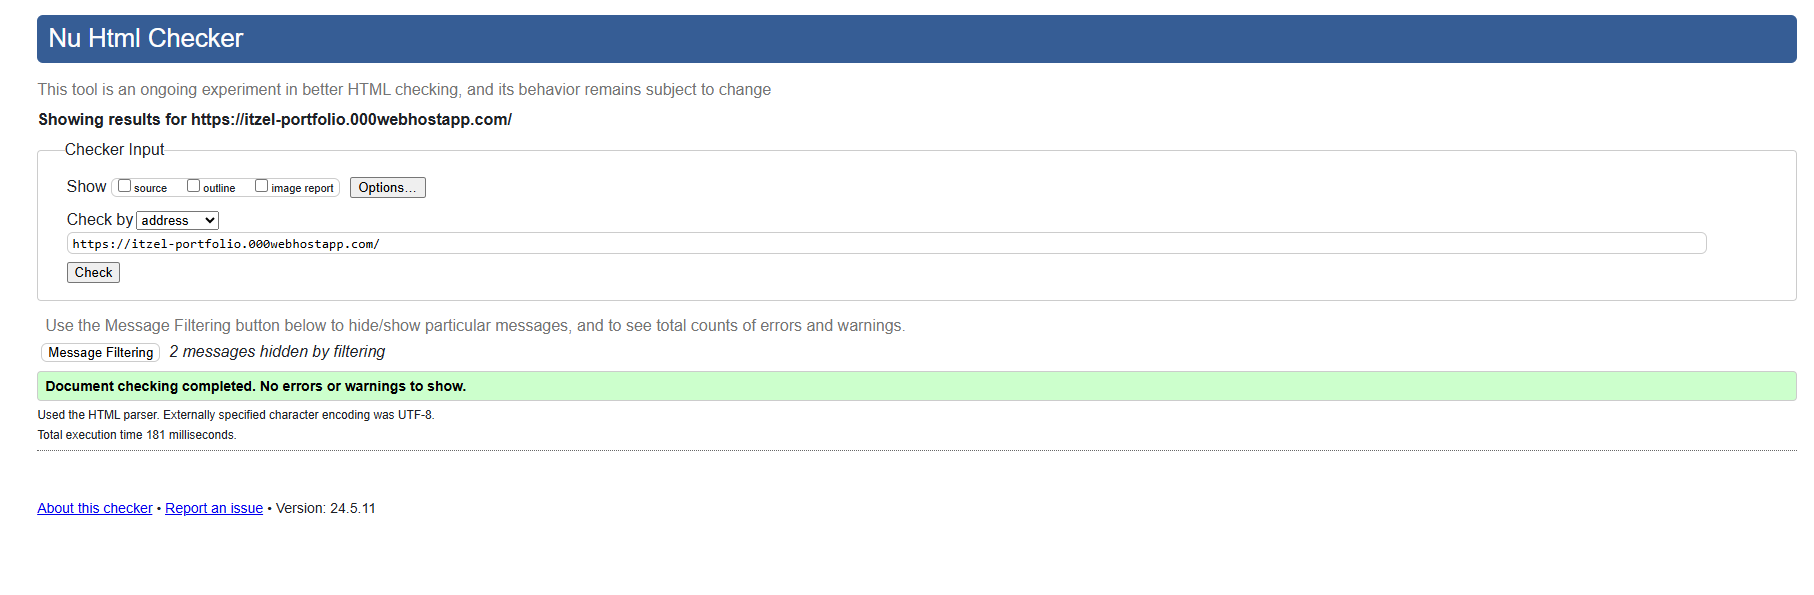 Nu Html Checker
This tool is an ongoing experiment in better HTML checking, and its behavior remains subject to change
Showing results for https://itzel-portfolio.000webhostapp.com/
Checker Input
Show source outline image report Options...
Check by address
https://itzel-portfolio.000webhostapp.com/
Check
Use the Message Filtering button below to hide/show particular messages, and to see total counts of errors and warnings.
Message Filtering 2 messages hidden by filtering
Document checking completed. No errors or warnings to show.
Used the HTML parser. Externally specified character encoding was UTF-8.
Total execution time 181 milliseconds.
About this checker • Report an issue • Version: 24.5.11